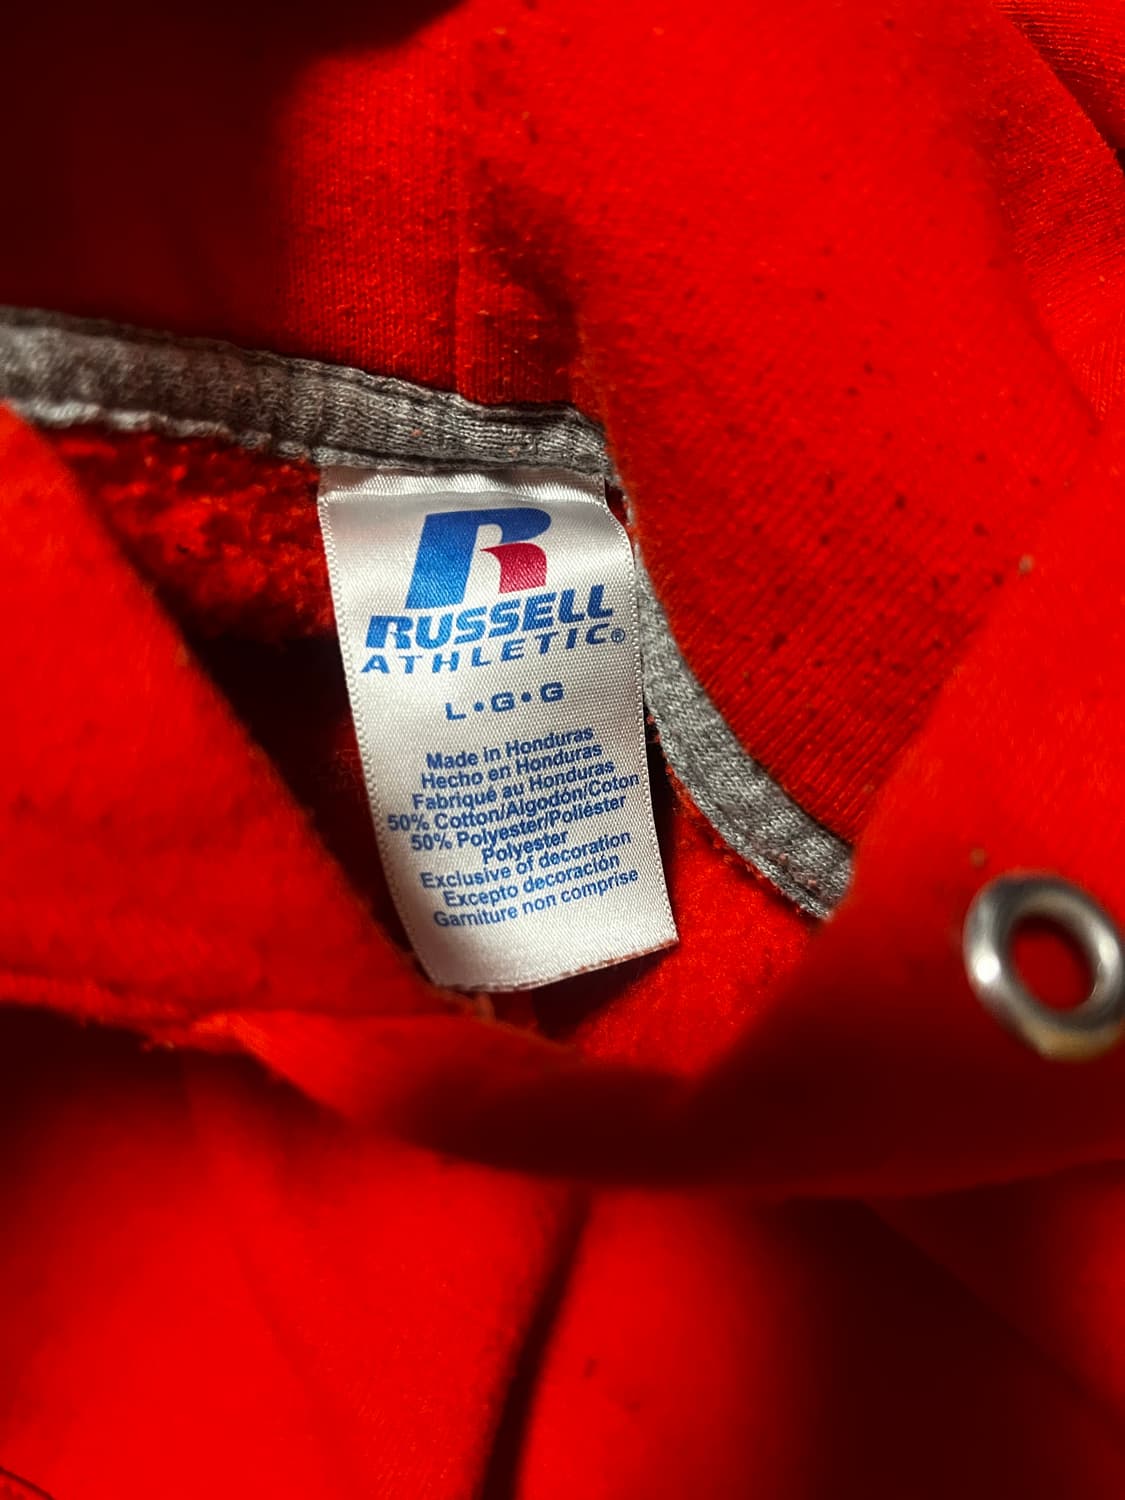 R
RUSSELL
ATHLETIC®
L•G•G
Made in Honduras
Hecho en Honduras
Fabriqué au Honduras
50% Cotton/Algodón/Coton
50% Polyester/Poliéster
Polyester
Exclusive of decoration
Excepto decoración
Garniture non comprise